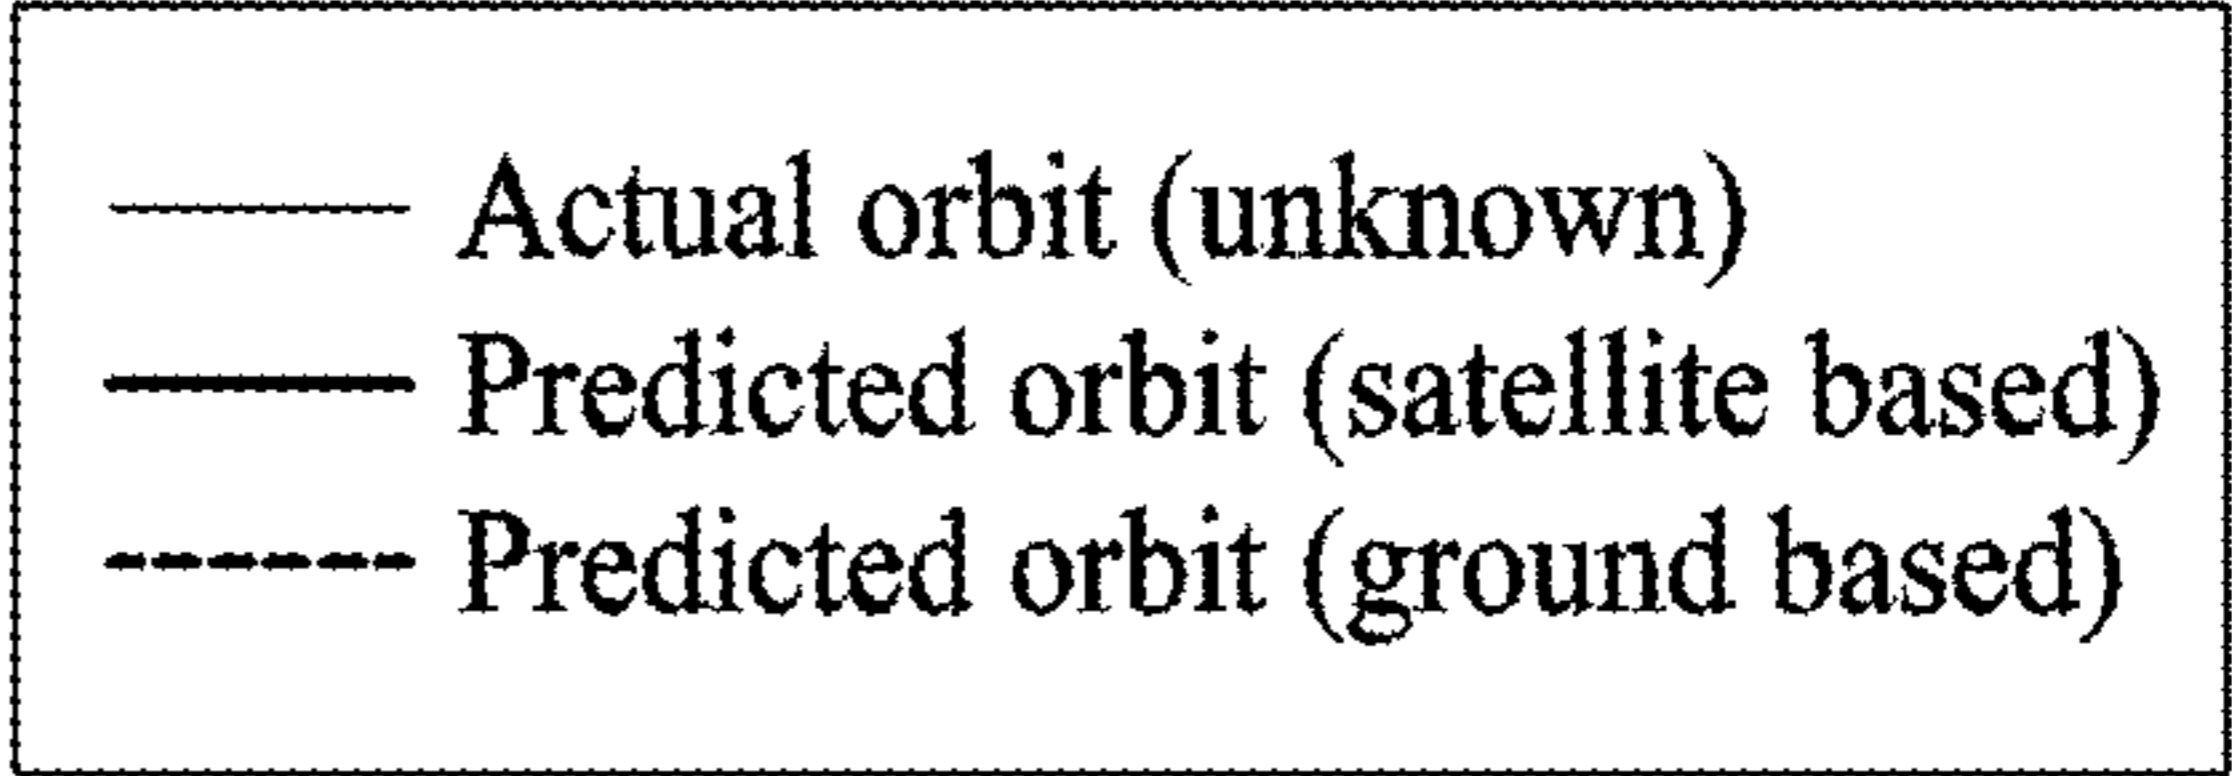 Actual orbit (unknown)
Predicted orbit (satellite based)
Predicted orbit (ground based)